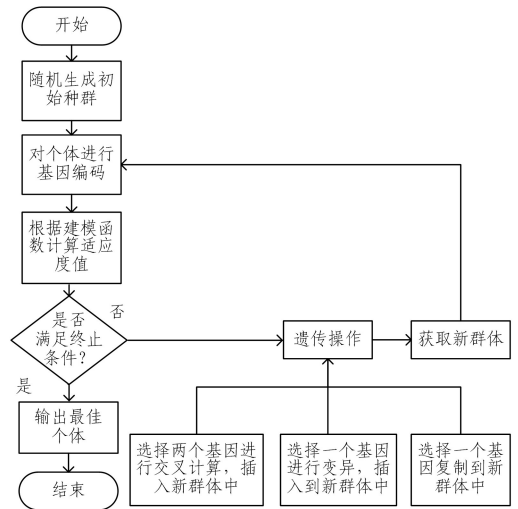 开始
随机生成初
始种群
对个体进行
基因编码
根据建模函
数计算适应
度值
是否
满足终止
条件?
否
是
遗传操作
获取新群体
输出最佳
个体
选择两个基因进
行交叉计算，插
入新群体中
选择一个基因
进行变异，插
入到新群体中
选择一个基
因复制到新
群体中
结束